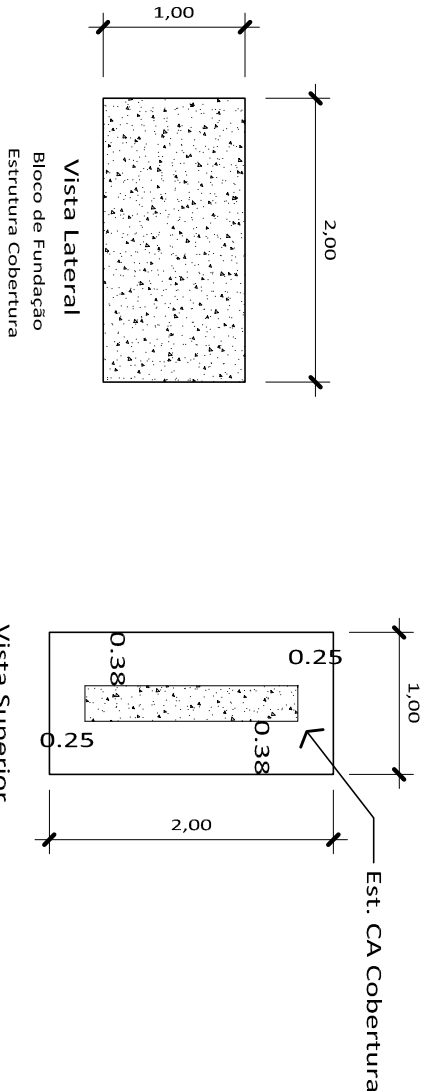 1,00
2,00
Vista Lateral
Bloco de Fundação
Estrutura Cobertura
1,00
0.25
0.38
0.38
0.25
2,00
Est. CA Cobertura
Vista Superior